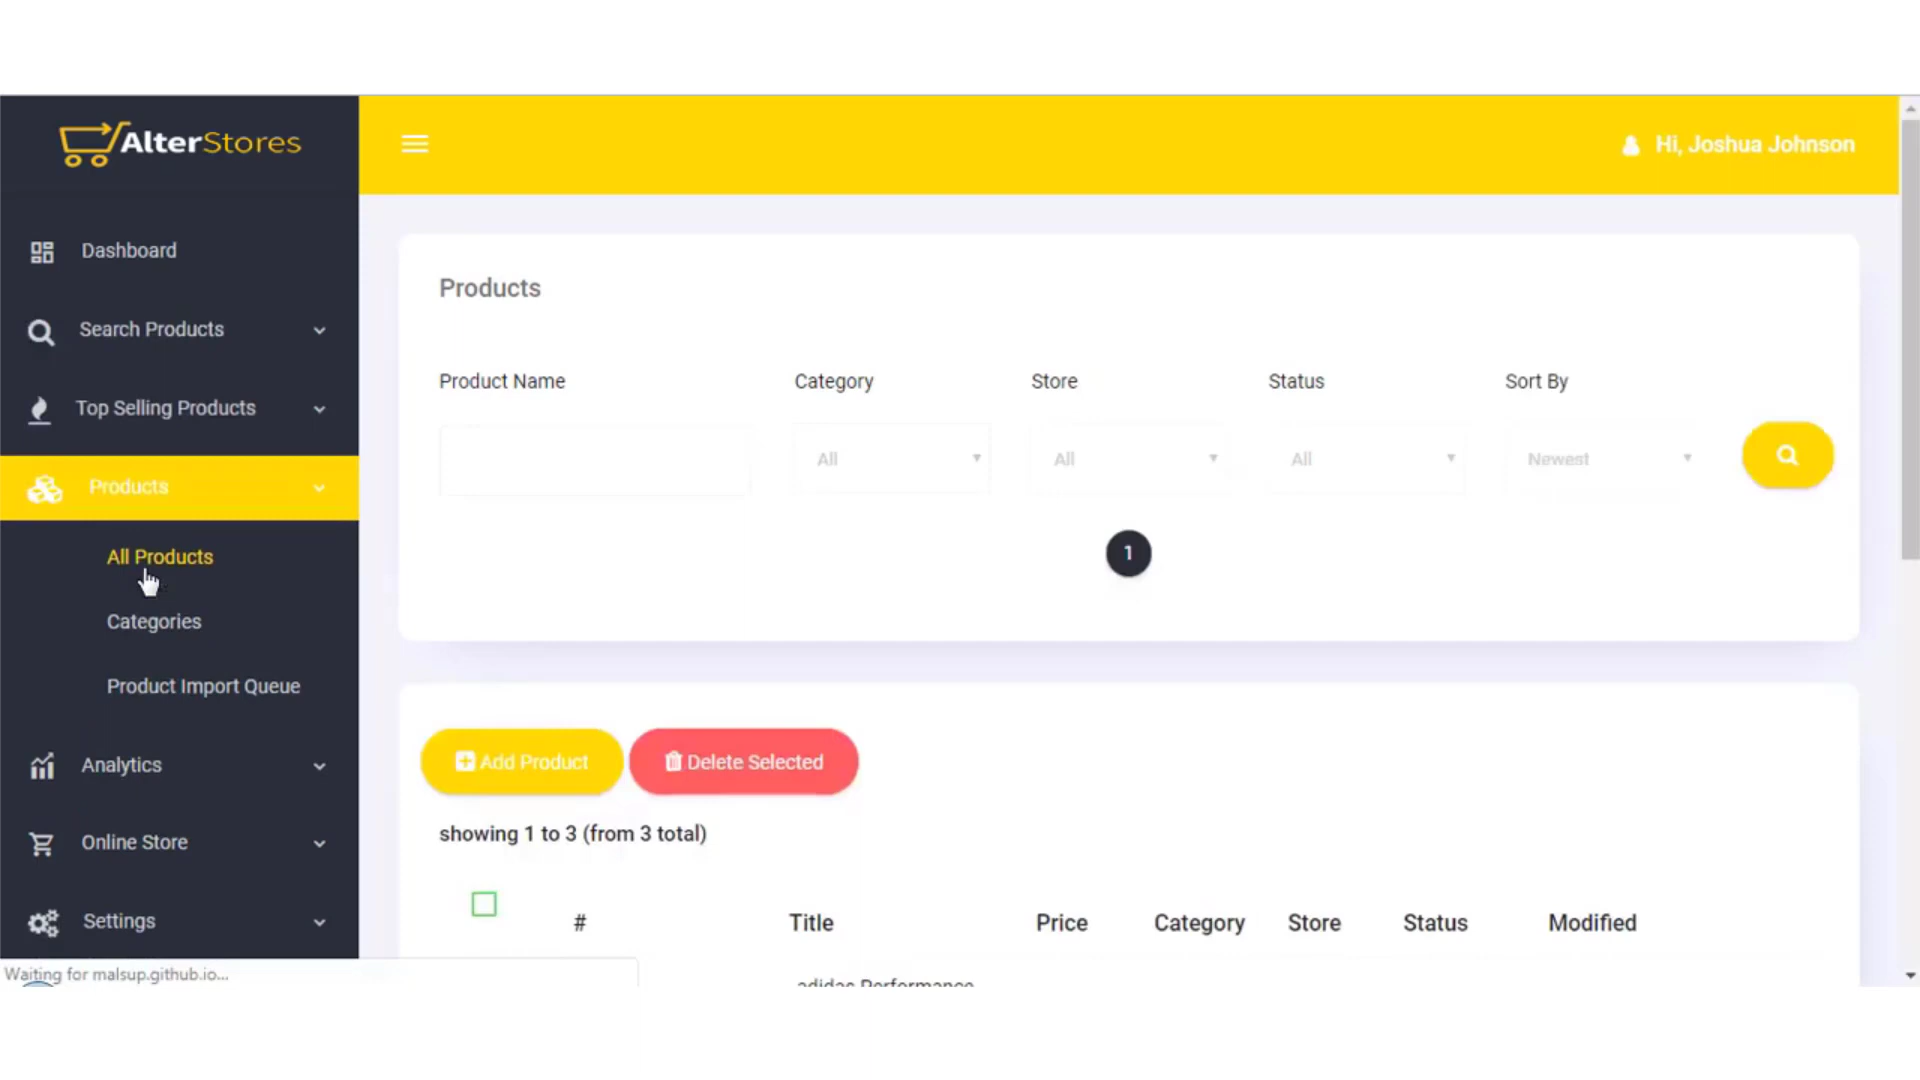 AlterStores
Hi, Joshua Johnson
Dashboard
Search Products
Top Selling Products
Products
All Products
Categories
Product Import Queue
Analytics
Online Store
Settings
Waiting for malsup.github.io...
Products
Product Name
Category
Store
Status
Sort By
All
All
All
Newest
1
Add Product
Delete Selected
showing 1 to 3 (from 3 total)
# Title Price Category Store Status Modified
adidas Performance